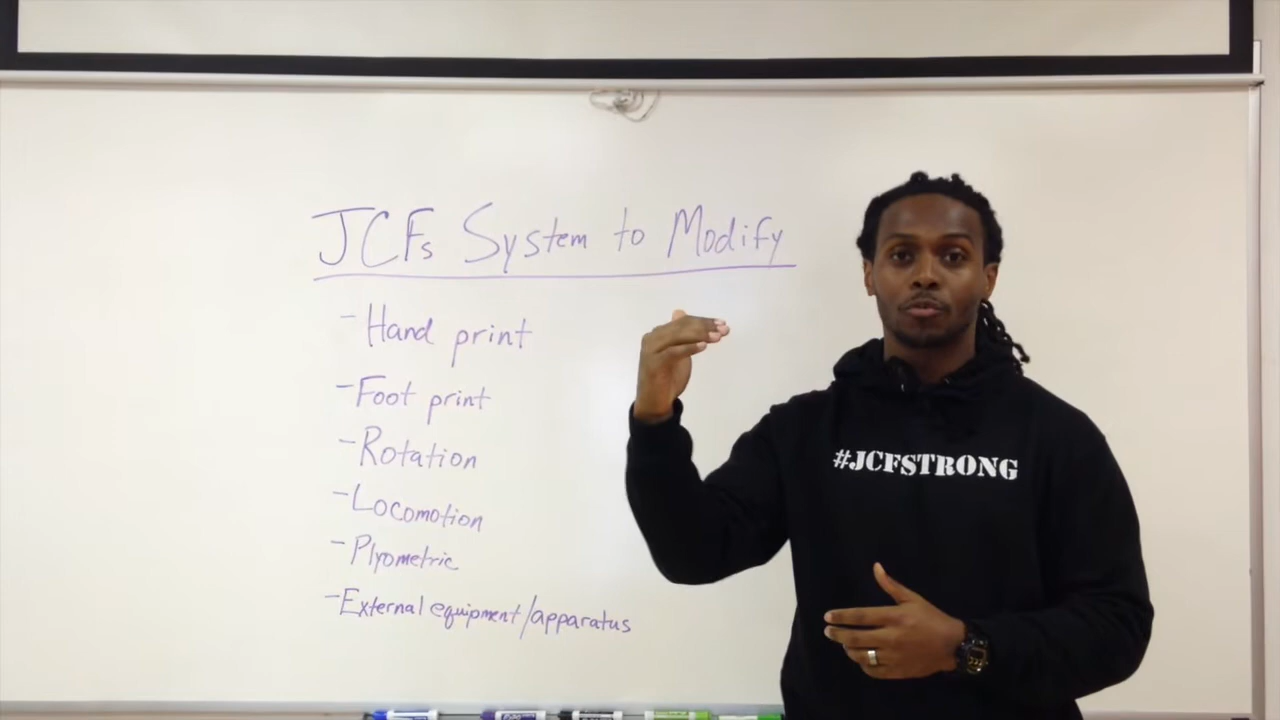 JCFs System to Modify
- Hand print
- Foot print
- Rotation
- Locomotion
- Plyometric
- External equipment/apparatus
#JCFSTRONG